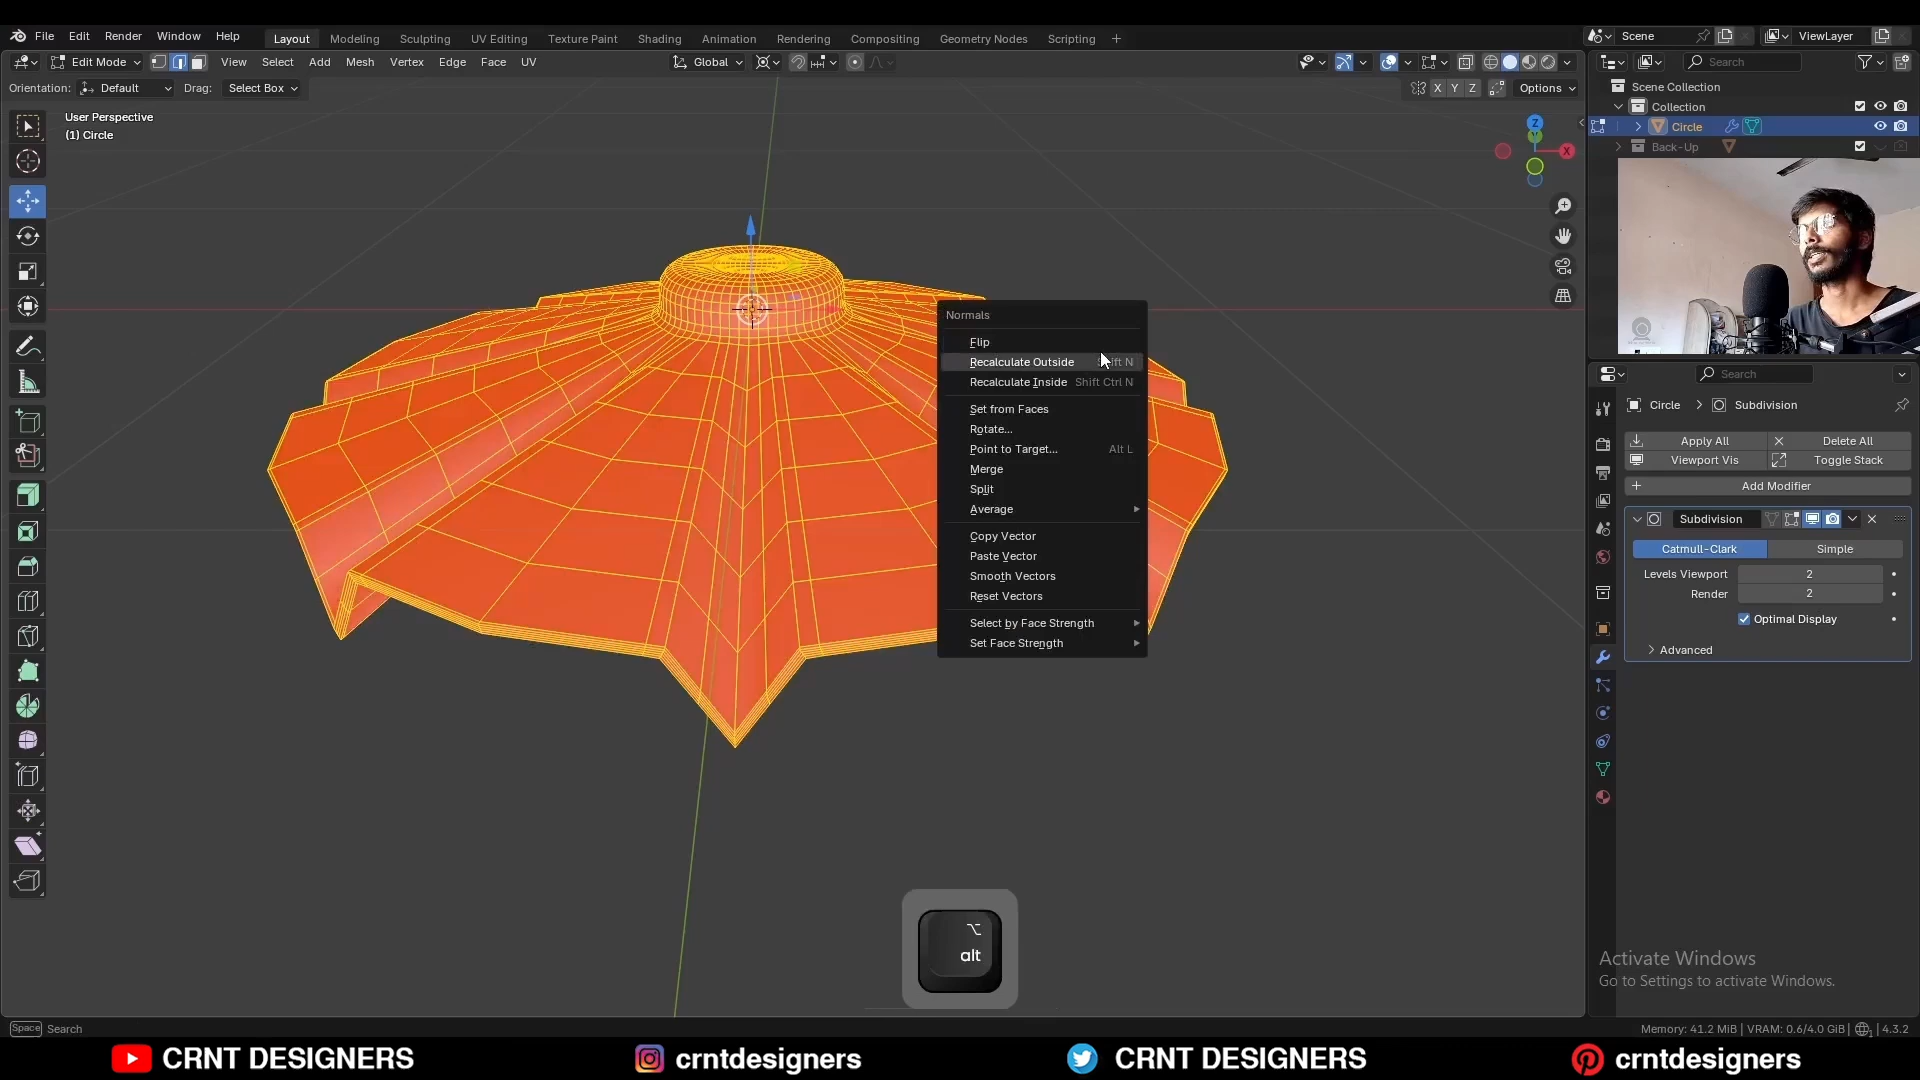 File Edit Render Window Help Layout Modeling Sculpting UV Editing Texture Paint Shading Animation Rendering Compositing Geometry Nodes Scripting + Scene ViewLayer
Edit Mode View Select Add Mesh Vertex Edge Face UV Global Search
Orientation: Default Drag: Select Box X Y Z Options
User Perspective
(1) Circle
Z
X
Scene Collection
Collection
Circle
Back-Up
Normals
Flip
Recalculate Outside
Recalculate Inside Shift Ctrl N
Set from Faces
Rotate...
Point to Target... Alt L
Merge
Split
Average
Copy Vector
Paste Vector
Smooth Vectors
Reset Vectors
Select by Face Strength
Set Face Strength
Search
Circle > Subdivision
Apply All Delete All
Viewport Vis Toggle Stack
+ Add Modifier
Subdivision
Catmull-Clark Simple
Levels Viewport 2
Render 2
Optimal Display
Advanced
alt
Activate Windows
Go to Settings to activate Windows.
Space Search Memory: 41.2 MiB | VRAM: 0.6/4.0 GiB | 4.3.2
CRNT DESIGNERS crntdesigners CRNT DESIGNERS crntdesigners